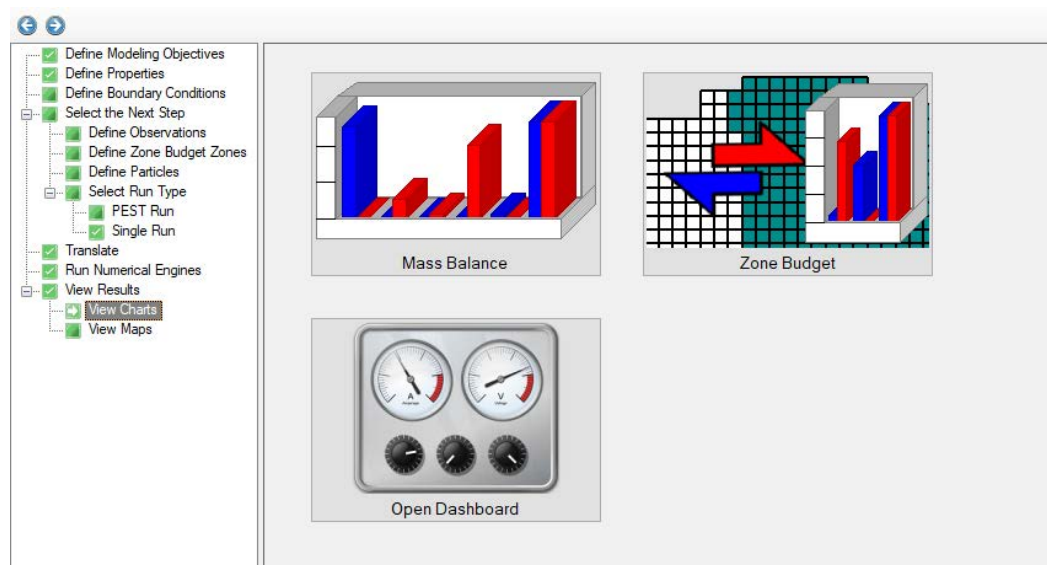 Define Modeling Objectives
Define Properties
Define Boundary Conditions
Select the Next Step
Define Observations
Define Zone Budget Zones
Define Particles
Select Run Type
PEST Run
Single Run
Translate
Run Numerical Engines
View Results
View Charts
View Maps
Mass Balance
Zone Budget
A
V
Open Dashboard